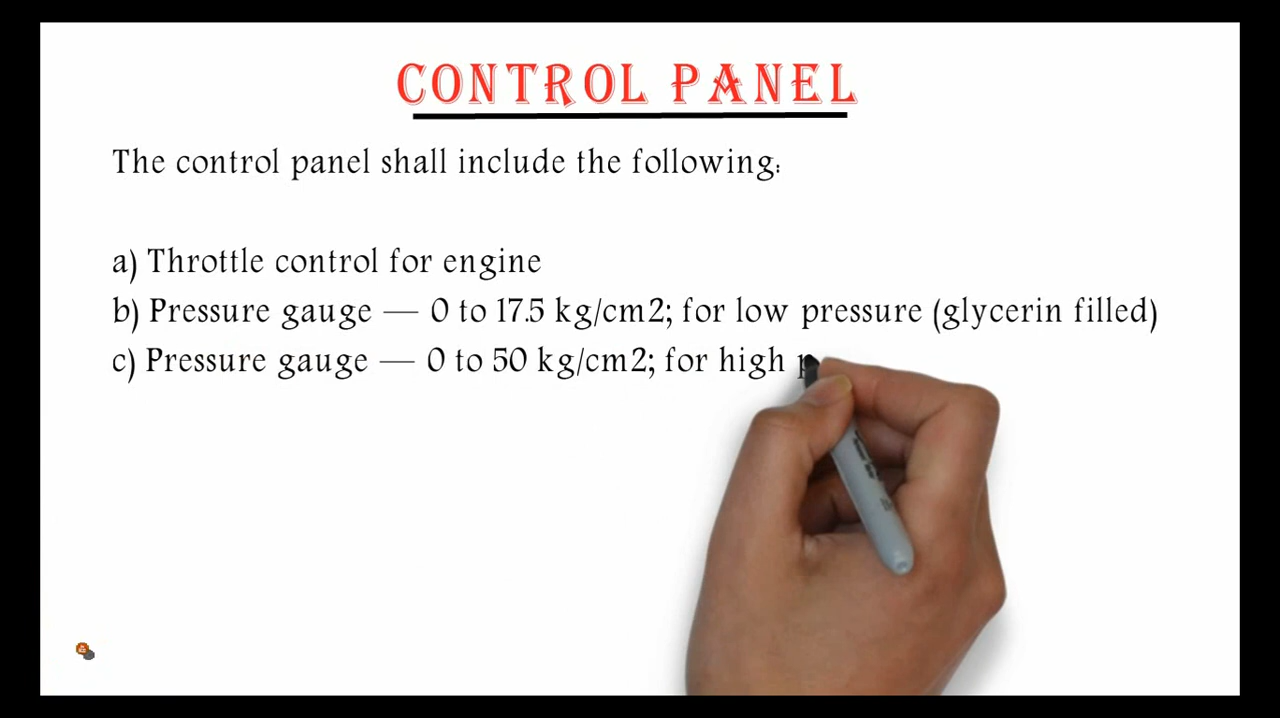 CONTROL PANEL
The control panel shall include the following:
a) Throttle control for engine
b) Pressure gauge — 0 to 17.5 kg/cm2; for low pressure (glycerin filled)
c) Pressure gauge — 0 to 50 kg/cm2; for high p